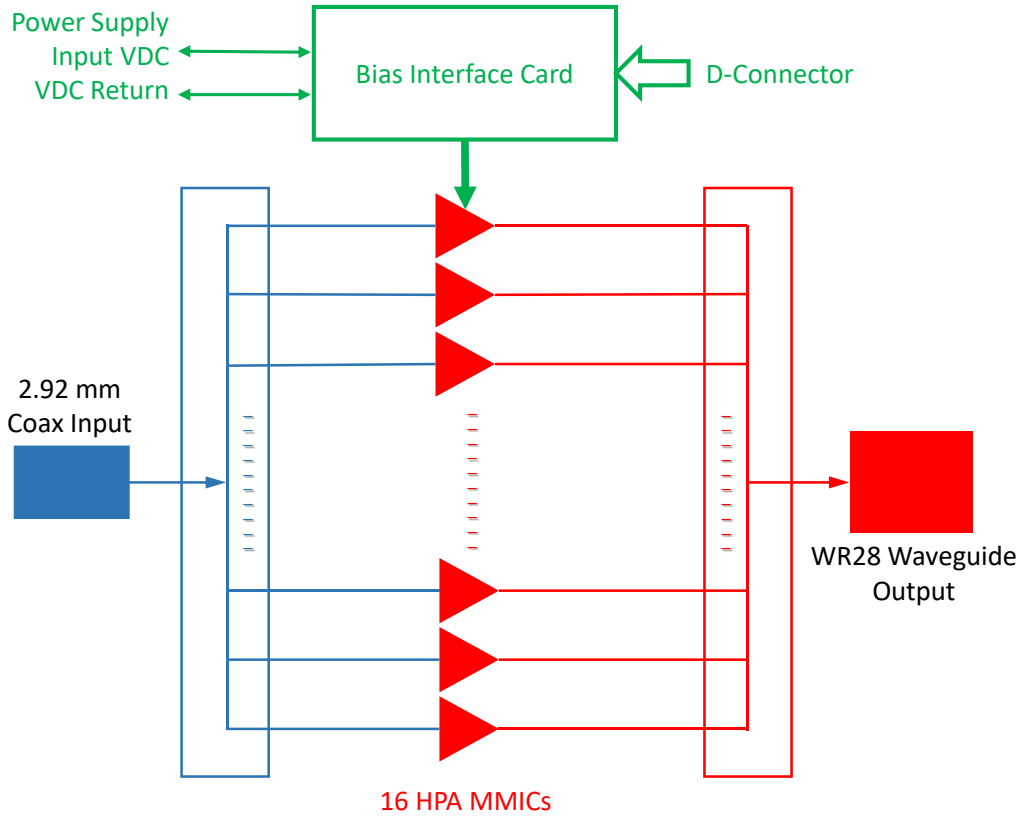 Power Supply
Input VDC
VDC Return
Bias Interface Card
D-Connector
2.92 mm
Coax Input
WR28 Waveguide
Output
16 HPA MMICs